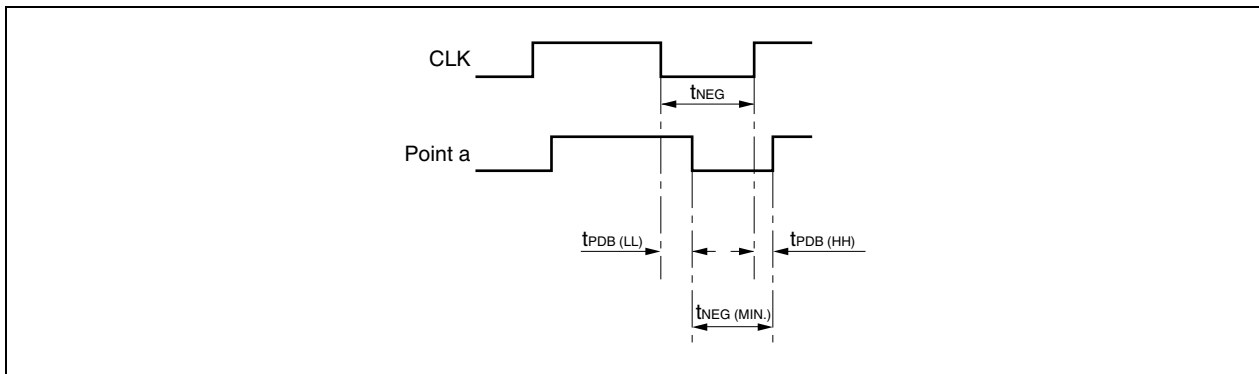 CLK
tNEG
Point a
tPDB (LL)
tPDB (HH)
tNEG (MIN.)